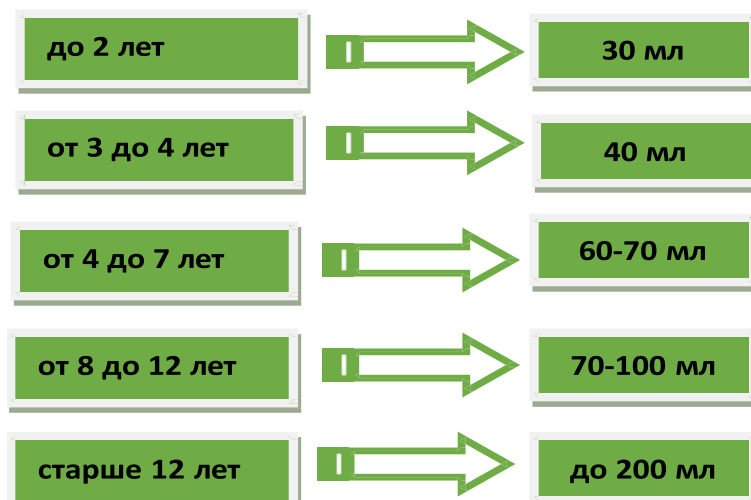 до 2 лет
30 мл
от 3 до 4 лет
40 мл
от 4 до 7 лет
60-70 мл
от 8 до 12 лет
70-100 мл
старше 12 лет
до 200 мл